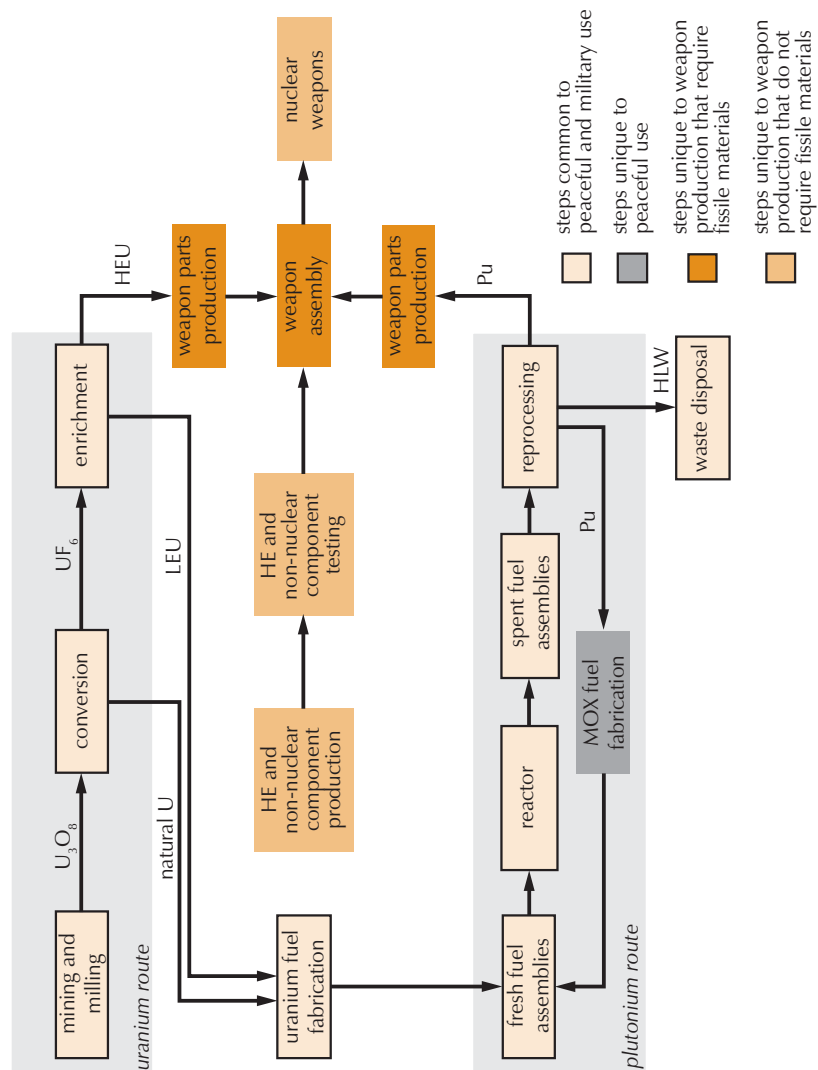 mining and
milling
U₃O₈
conversion
UF₆
enrichment
HEU
uranium route
natural U
LEU
weapon parts
production
uranium fuel
fabrication
HE and
non-nuclear
component
production
HE and
non-nuclear
component
testing
weapon
assembly
nuclear
weapons
weapon parts
production
Pu
fresh fuel
assemblies
reactor
spent fuel
assemblies
reprocessing
Pu
MOX fuel
fabrication
plutonium route
HLW
waste disposal
steps common to
peaceful and military use
steps unique to
peaceful use
steps unique to weapon
production that require
fissile materials
steps unique to weapon
production that do not
require fissile materials